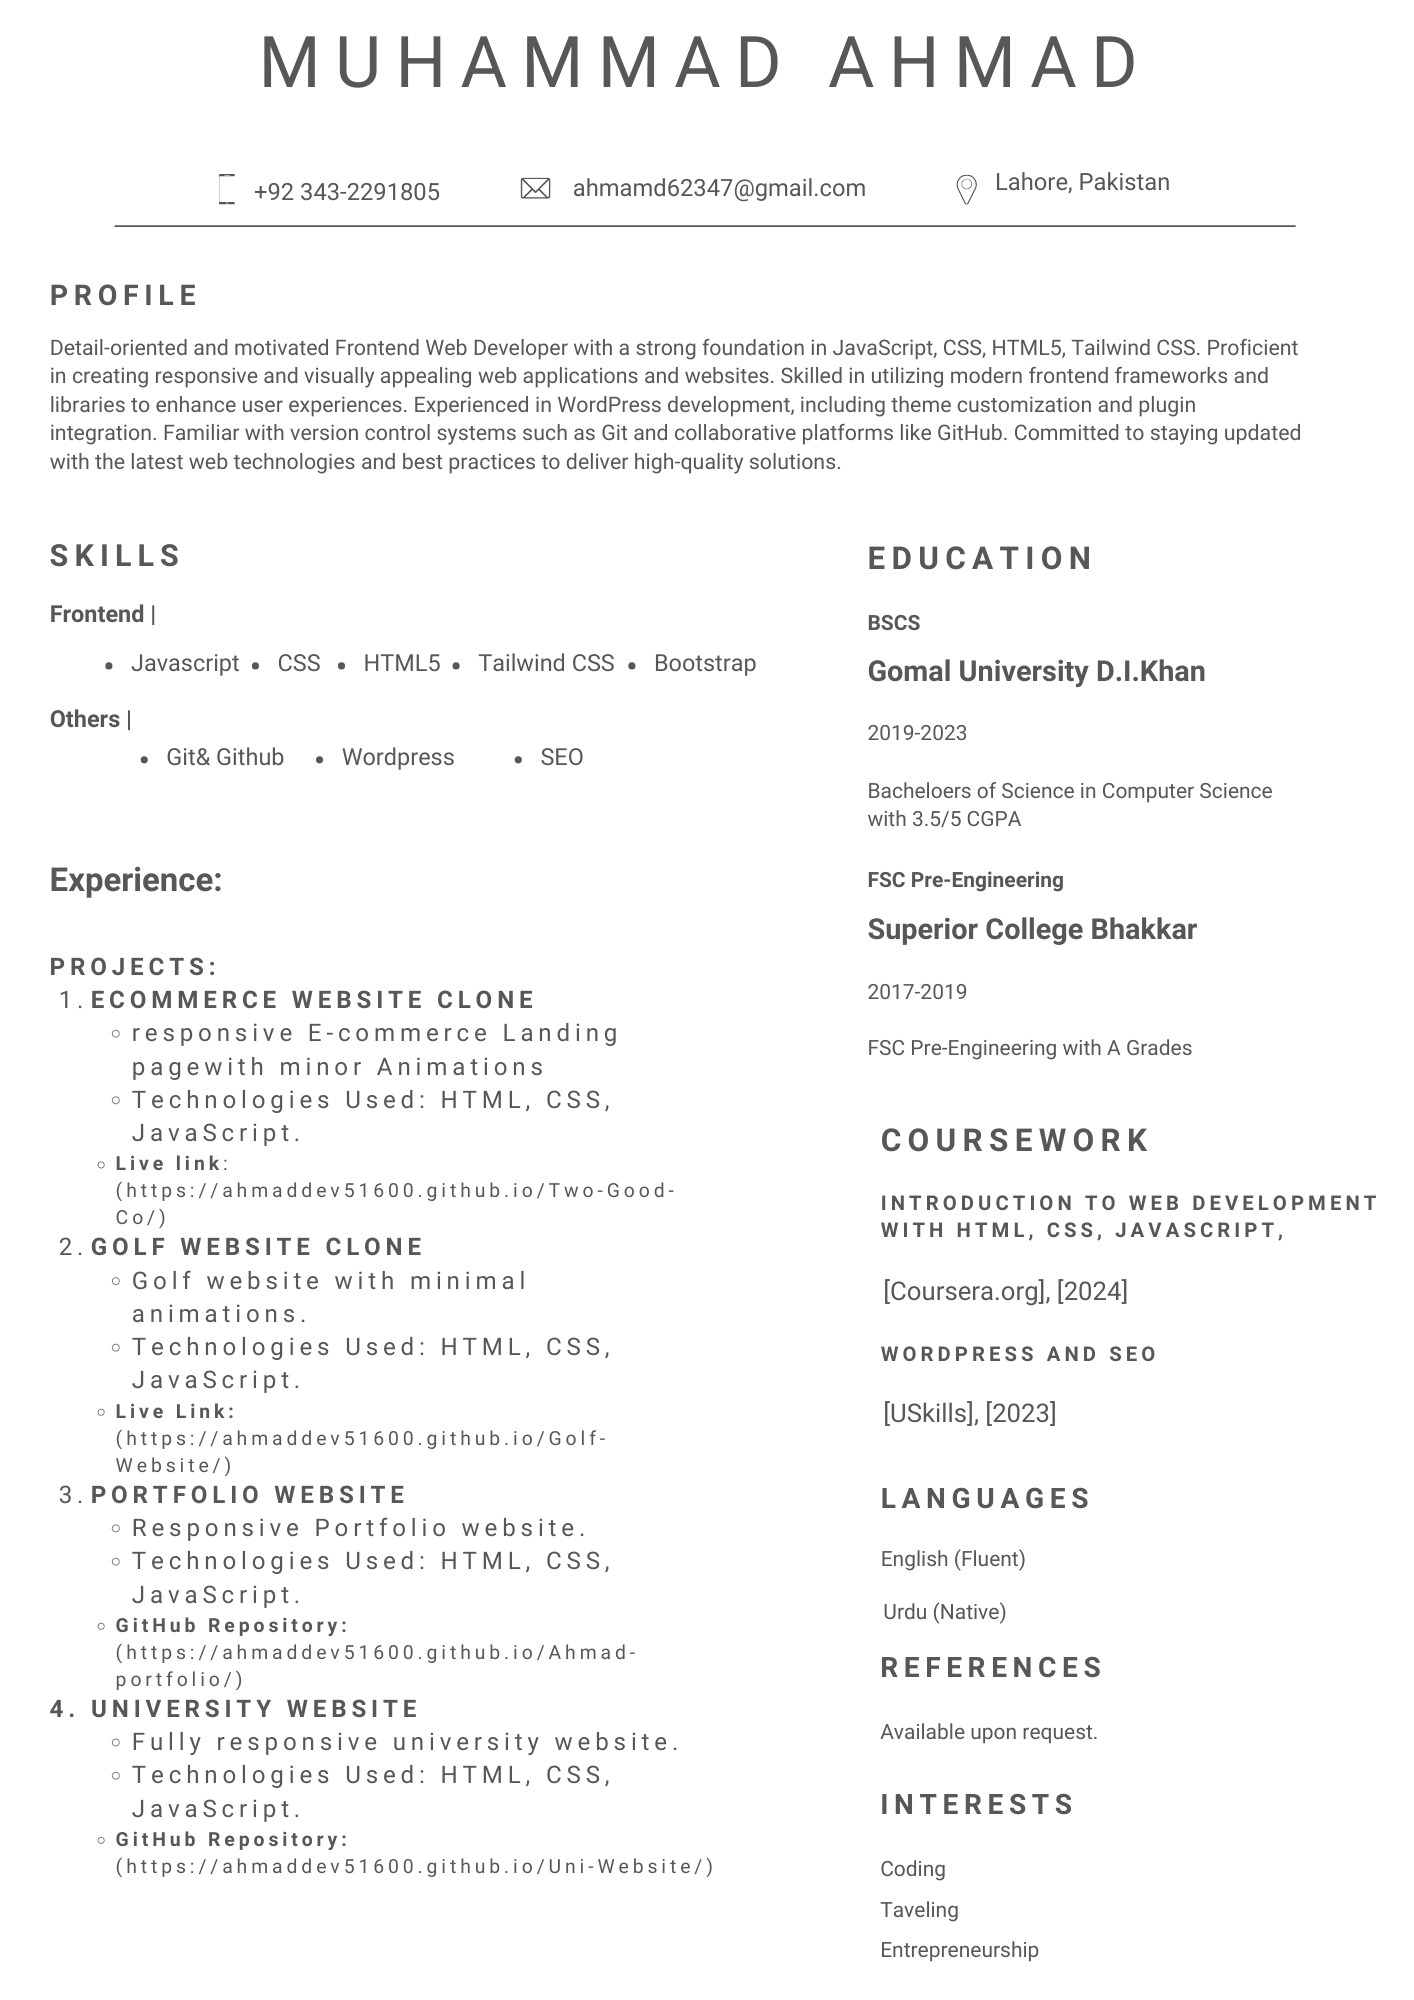 MUHAMMAD AHMAD
+92 343-2291805
ahmamd62347@gmail.com
Lahore, Pakistan
PROFILE
Detail-oriented and motivated Frontend Web Developer with a strong foundation in JavaScript, CSS, HTML5, Tailwind CSS. Proficient
in creating responsive and visually appealing web applications and websites. Skilled in utilizing modern frontend frameworks and
libraries to enhance user experiences. Experienced in WordPress development, including theme customization and plugin
integration. Familiar with version control systems such as Git and collaborative platforms like GitHub. Committed to staying updated
with the latest web technologies and best practices to deliver high-quality solutions.
SKILLS
Frontend |
• Javascript • CSS • HTML5 • Tailwind CSS • Bootstrap
Others |
• Git& Github • Wordpress • SEO
Experience:
PROJECTS:
1. ECOMMERCE WEBSITE CLONE
responsive E-commerce Landing
pagewith minor Animations
Technologies Used: HTML, CSS,
JavaScript.
Live link:
(https://ahmaddev51600.github.io/Two-Good-
Co/)
2. GOLF WEBSITE CLONE
Golf website with minimal
animations.
Technologies Used: HTML, CSS,
JavaScript.
Live Link:
(https://ahmaddev51600.github.io/Golf-
Website/)
3. PORTFOLIO WEBSITE
Responsive Portfolio website.
Technologies Used: HTML, CSS,
JavaScript.
GitHub Repository:
(https://ahmaddev51600.github.io/Ahmad-
portfolio/)
4. UNIVERSITY WEBSITE
Fully responsive university website.
Technologies Used: HTML, CSS,
JavaScript.
GitHub Repository:
(https://ahmaddev51600.github.io/Uni-Website/)
EDUCATION
BSCS
Gomal University D.I.Khan
2019-2023
Bacheloers of Science in Computer Science
with 3.5/5 CGPA
FSC Pre-Engineering
Superior College Bhakkar
2017-2019
FSC Pre-Engineering with A Grades
COURSEWORK
INTRODUCTION TO WEB DEVELOPMENT
WITH HTML, CSS, JAVASCRIPT,
[Coursera.org], [2024]
WORDPRESS AND SEO
[USkills], [2023]
LANGUAGES
English (Fluent)
Urdu (Native)
REFERENCES
Available upon request.
INTERESTS
Coding
Taveling
Entrepreneurship